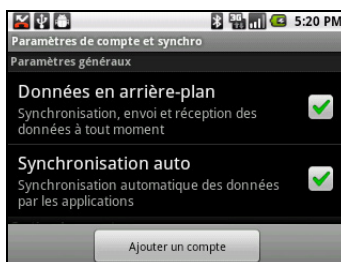 3G
5:20 PM
Paramètres de compte et synchro
Paramètres généraux
Données en arrière-plan
Synchronisation, envoi et réception des
données à tout moment
Synchronisation auto
Synchronisation automatique des données
par les applications
Ajouter un compte